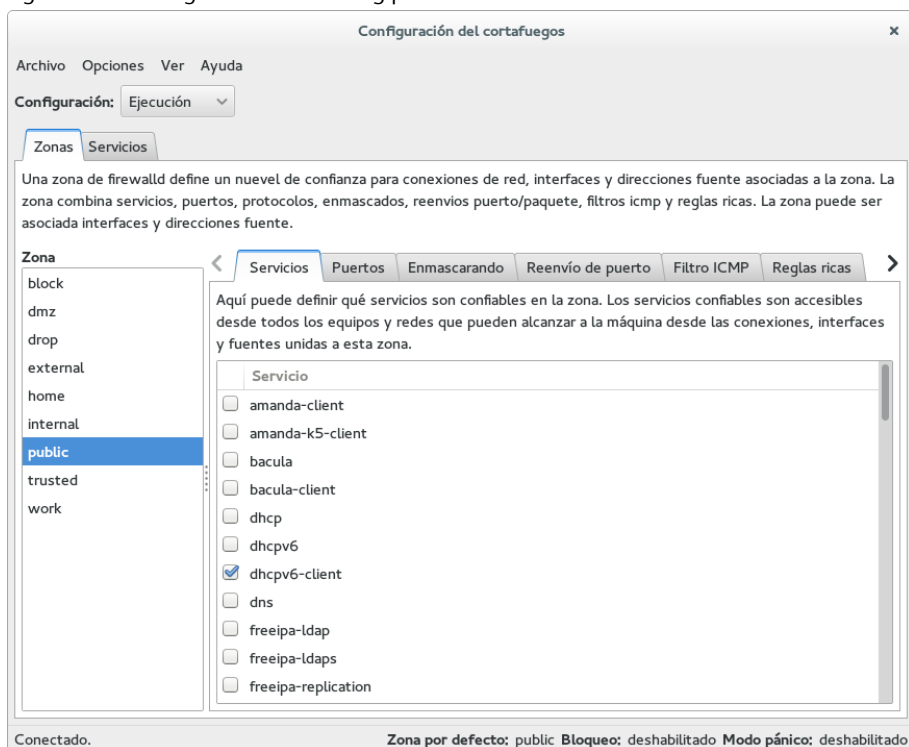 Configuración del cortafuegos
Archivo Opciones Ver Ayuda
Configuración: Ejecución
Zonas Servicios
Una zona de firewalld define un nuevel de confianza para conexiones de red, interfaces y direcciones fuente asociadas a la zona. La
zona combina servicios, puertos, protocolos, enmascados, reenvios puerto/paquete, filtros icmp y reglas ricas. La zona puede ser
asociada interfaces y direcciones fuente.
Zona
block
dmz
drop
external
home
internal
public
trusted
work
Servicios Puertos Enmascarando Reenvío de puerto Filtro ICMP Reglas ricas
Aquí puede definir qué servicios son confiables en la zona. Los servicios confiables son accesibles
desde todos los equipos y redes que pueden alcanzar a la máquina desde las conexiones, interfaces
y fuentes unidas a esta zona.
Servicio
amanda-client
amanda-k5-client
bacula
bacula-client
dhcp
dhcpv6
dhcpv6-client
dns
freeipa-ldap
freeipa-ldaps
freeipa-replication
Conectado.
Zona por defecto: public Bloqueo: deshabilitado Modo pánico: deshabilitado